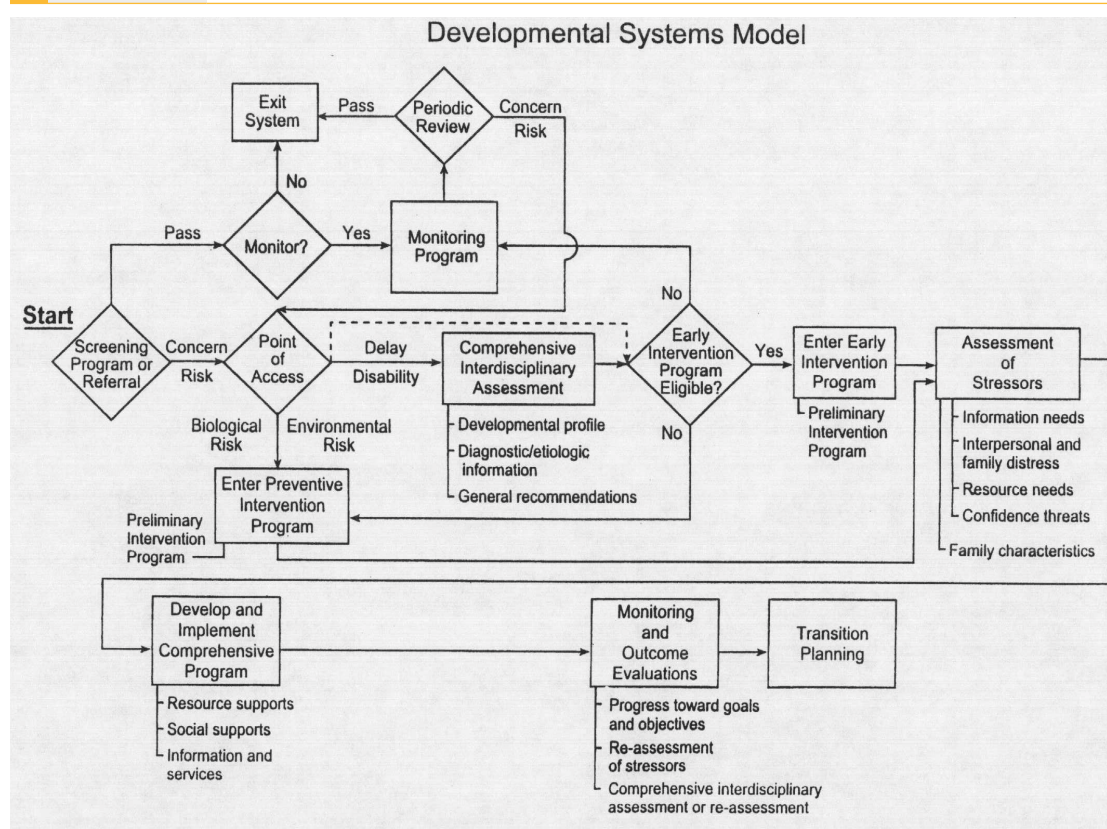 Developmental Systems Model
Exit
System
Pass
Periodic
Review
Concern
Risk
No
Pass
Monitor?
Yes
Monitoring
Program
No
Start
Screening
Program or
Referral
Concern
Risk
Point
of
Access
Delay
Disability
Comprehensive
Interdisciplinary
Assessment
Early
Intervention
Program
Eligible?
Yes
Enter Early
Intervention
Program
Assessment
of
Stressors
Biological
Risk
Environmental
Risk
Developmental profile
Diagnostic/etiologic
information
General recommendations
No
Preliminary
Intervention
Program
Information needs
Interpersonal and
family distress
Resource needs
Confidence threats
Family characteristics
Enter Preventive
Intervention
Program
Preliminary
Intervention
Program
Develop and
Implement
Comprehensive
Program
Resource supports
Social supports
Information and
services
Monitoring
and
Outcome
Evaluations
Progress toward goals
and objectives
Re-assessment
of stressors
Comprehensive interdisciplinary
assessment or re-assessment
Transition
Planning